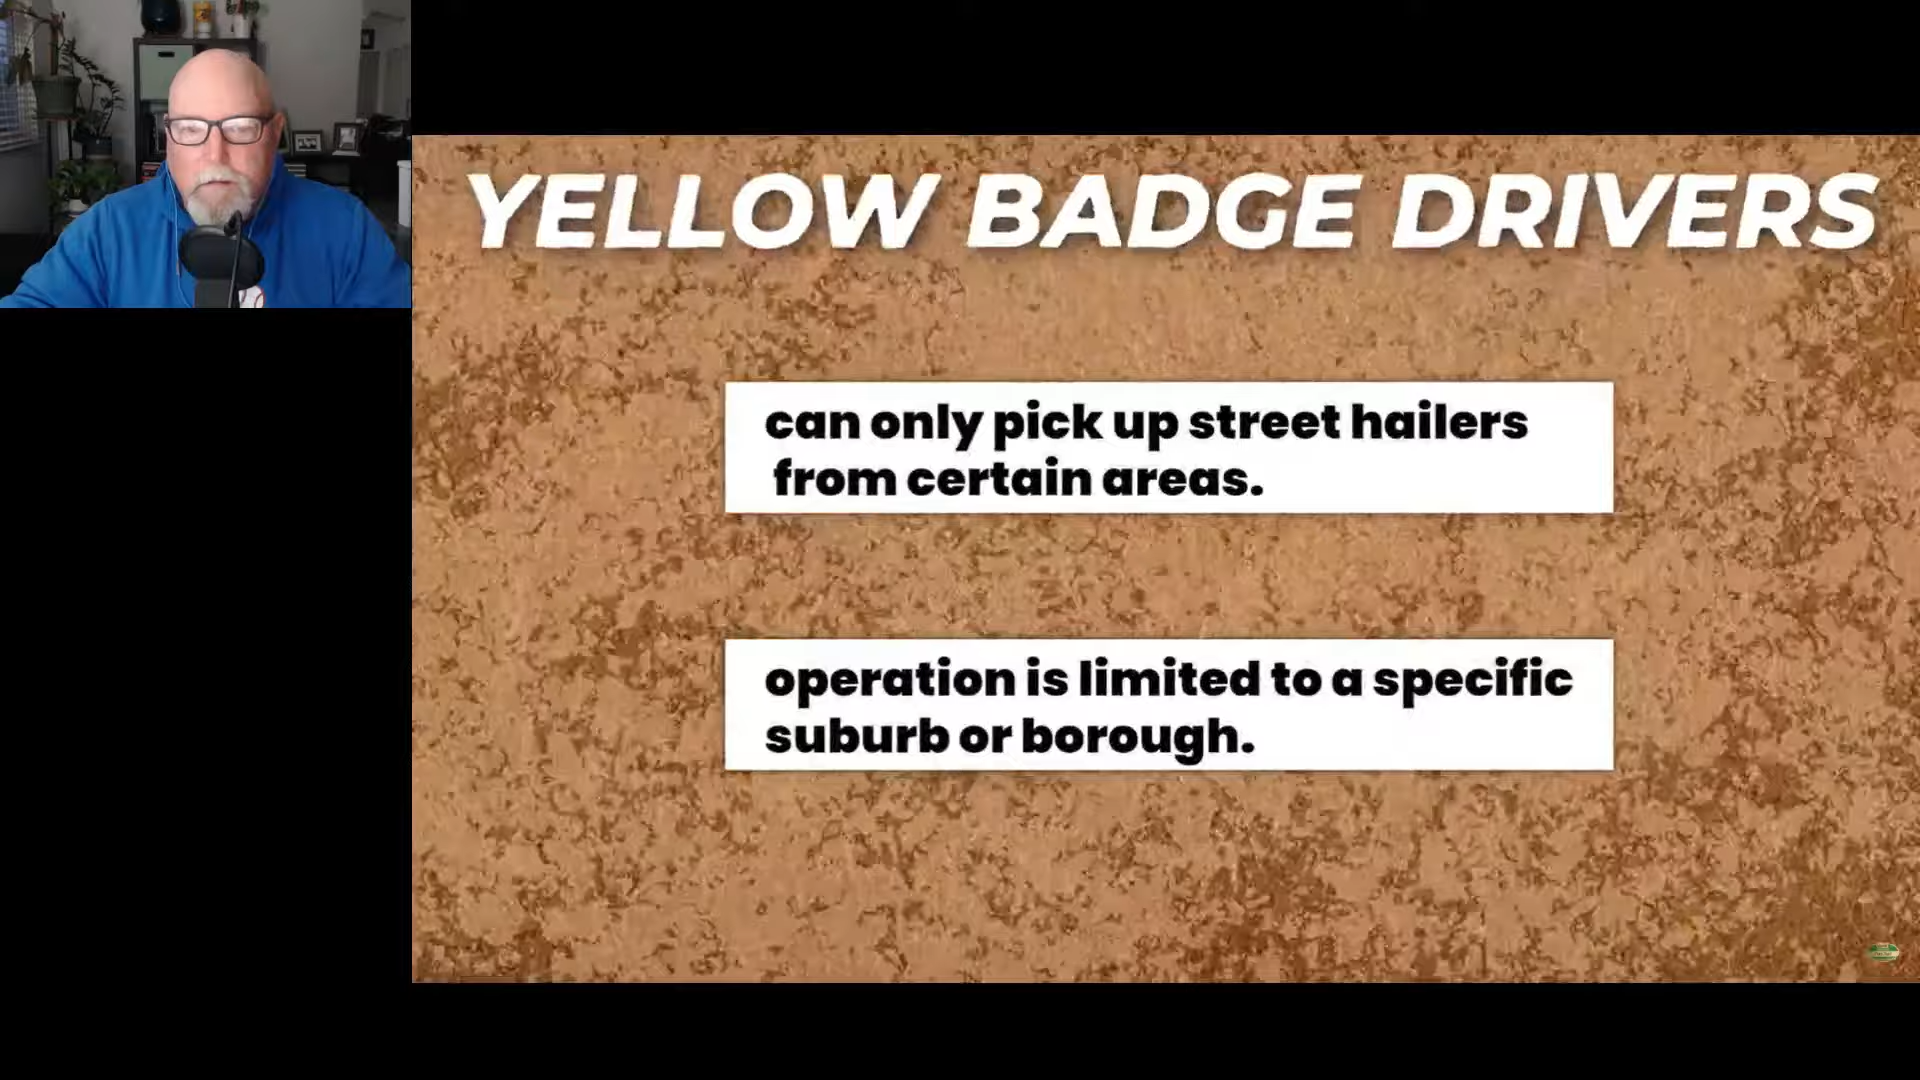 YELLOW BADGE DRIVERS
can only pick up street hailers
from certain areas.
operation is limited to a specific
suburb or borough.